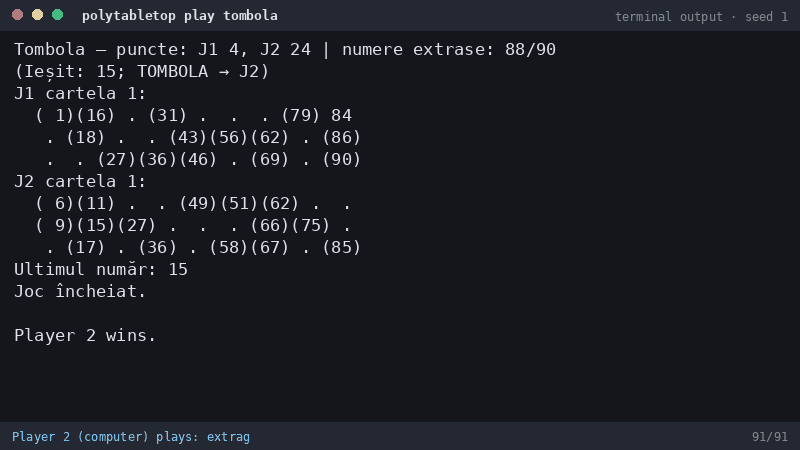 polytabletop play tombola
terminal output · seed 1
Tombola — puncte: J1 4, J2 24 | numere extrase: 88/90
(Ieșit: 15; TOMBOLA → J2)
J1 cartela 1:
( 1)(16) . (31) . . . (79) 84
. (18) . . (43)(56)(62) . (86)
. . (27)(36)(46) . (69) . (90)
J2 cartela 1:
( 6)(11) . . (49)(51)(62) . .
( 9)(15)(27) . . . (66)(75) .
. (17) . (36) . (58)(67) . (85)
Ultimul număr: 15
Joc încheiat.
Player 2 wins.
Player 2 (computer) plays: extrag
91/91